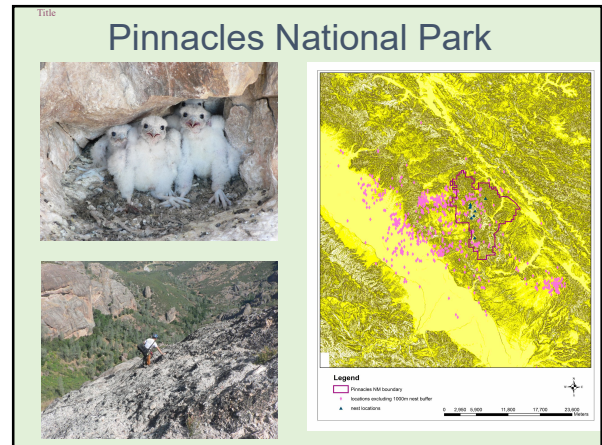 Title
Pinnacles National Park
Legend
Pinnacles NM boundary
locations excluding 1000m nest buffer
nest locations
0 2,950 5,900 11,800 17,700 23,600
Meters